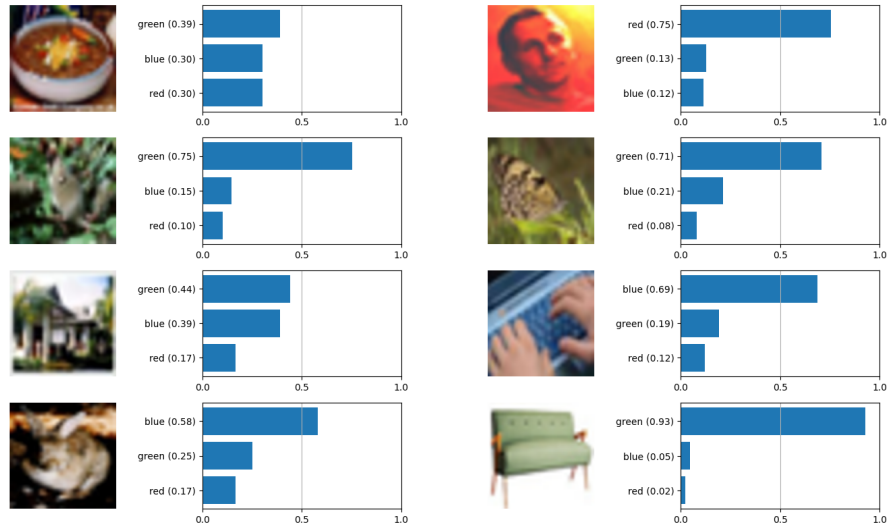 green (0.39)
blue (0.30)
red (0.30)
0.0 0.5 1.0
red (0.75)
green (0.13)
blue (0.12)
0.0 0.5 1.0
green (0.75)
blue (0.15)
red (0.10)
0.0 0.5 1.0
green (0.71)
blue (0.21)
red (0.08)
0.0 0.5 1.0
green (0.44)
blue (0.39)
red (0.17)
0.0 0.5 1.0
blue (0.69)
green (0.19)
red (0.12)
0.0 0.5 1.0
blue (0.58)
green (0.25)
red (0.17)
0.0 0.5 1.0
green (0.93)
blue (0.05)
red (0.02)
0.0 0.5 1.0